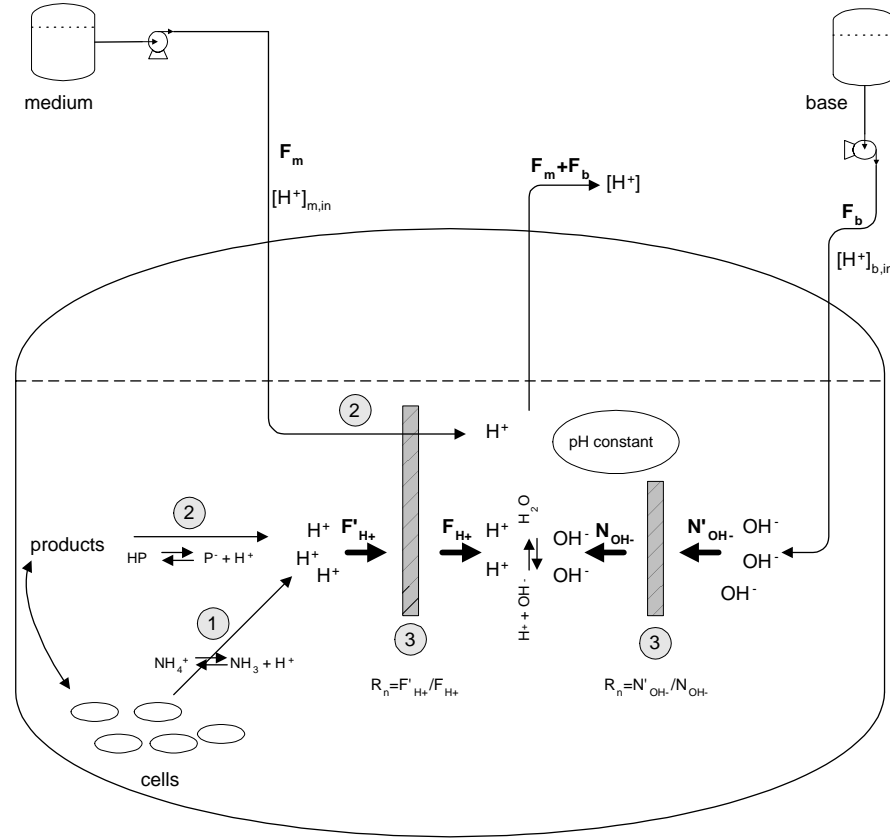 medium
base
F_m
[H⁺]_m,in
F_m+F_b
[H⁺]
F_b
[H⁺]_b,in
2
H⁺
pH constant
2
products
HP ⇌ P⁻ + H⁺
H⁺
H⁺
H⁺
F'_H+
F_H+
H⁺
H⁺
H⁺ + OH⁻ ⇌ H₂O
OH⁻
OH⁻
N_OH-
N'_OH-
OH⁻
OH⁻
OH⁻
1
NH₄⁺ ⇌ NH₃ + H⁺
3
3
R_n=F'_H+/F_H+
R_n=N'_OH-/N_OH-
cells